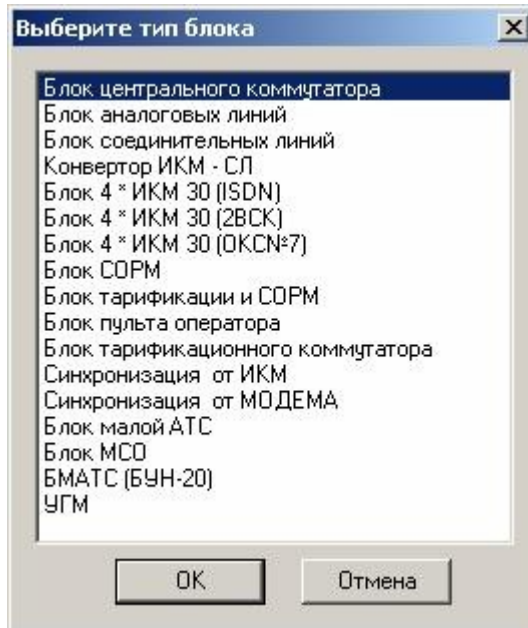 Выберите тип блока
Блок центрального коммутатора
Блок аналоговых линий
Блок соединительных линий
Конвертор ИКМ - СЛ
Блок 4 * ИКМ 30 (ISDN)
Блок 4 * ИКМ 30 (2ВСК)
Блок 4 * ИКМ 30 (ОКС№7)
Блок СОРМ
Блок тарификации и СОРМ
Блок пульта оператора
Блок тарификационного коммутатора
Синхронизация от ИКМ
Синхронизация от МОДЕМА
Блок малой АТС
Блок МСО
БМАТС (БУН-20)
УГМ
OK
Отмена